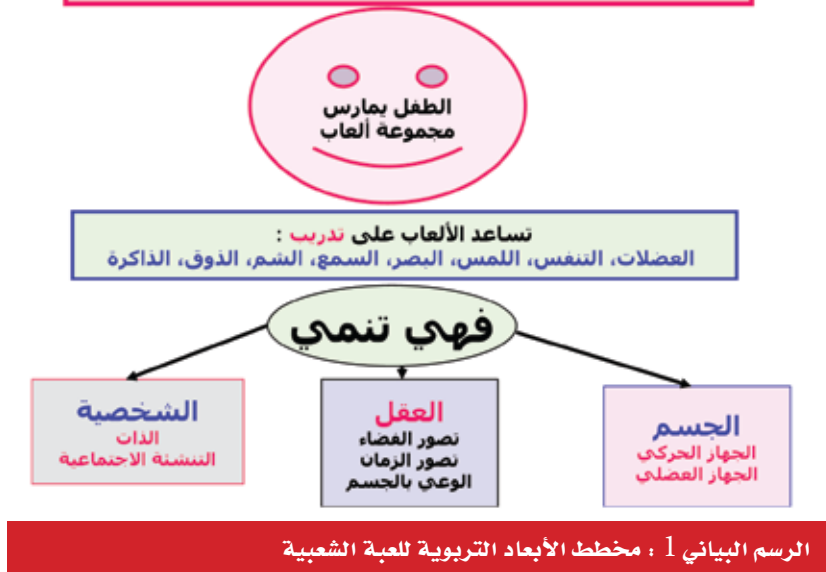 الطفل يمارس
مجموعة ألعاب
تساعد الألعاب على تدريب :
العضلات، التنفس، اللمس، البصر، السمع، الشم، الذوق، الذاكرة
فهي تنمي
الجسم
الجهاز الحركي
الجهاز العضلي
العقل
تصور الفضاء
تصور الزمان
الوعي بالجسم
الشخصية
الذات
التنشئة الاجتماعية
الرسم البياني 1 : مخطط الأبعاد التربوية للعبة الشعبية